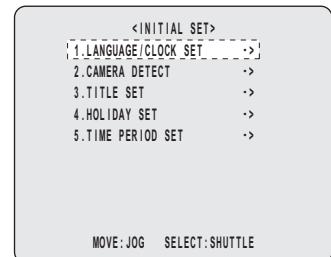 <INITIAL SET>
1.LANGUAGE/CLOCK SET ->
2.CAMERA DETECT ->
3.TITLE SET ->
4.HOLIDAY SET ->
5.TIME PERIOD SET ->
MOVE:JOG SELECT:SHUTTLE